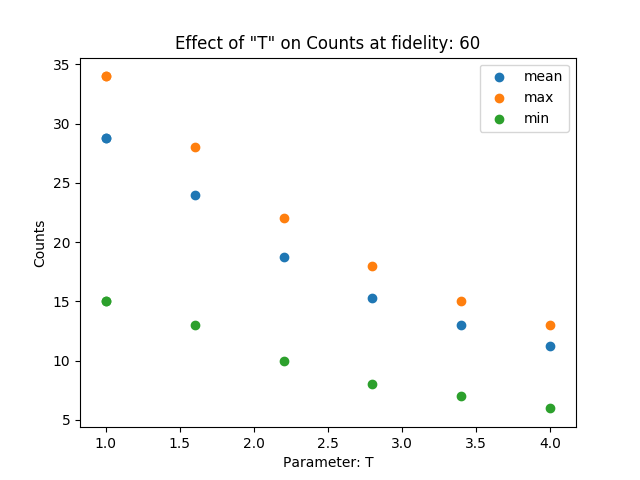 Effect of "T" on Counts at fidelity: 60
mean
max
min
35
30
25
20
15
10
5
Counts
1.0 1.5 2.0 2.5 3.0 3.5 4.0
Parameter: T